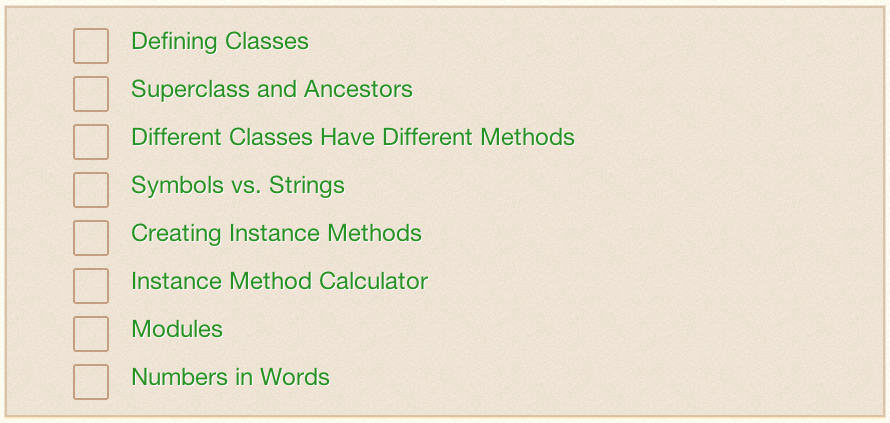 Defining Classes
Superclass and Ancestors
Different Classes Have Different Methods
Symbols vs. Strings
Creating Instance Methods
Instance Method Calculator
Modules
Numbers in Words